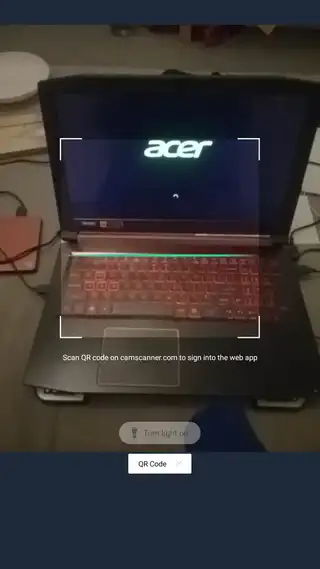 acer
Scan QR code on camscanner.com to sign into the web app
Turn light on
QR Code